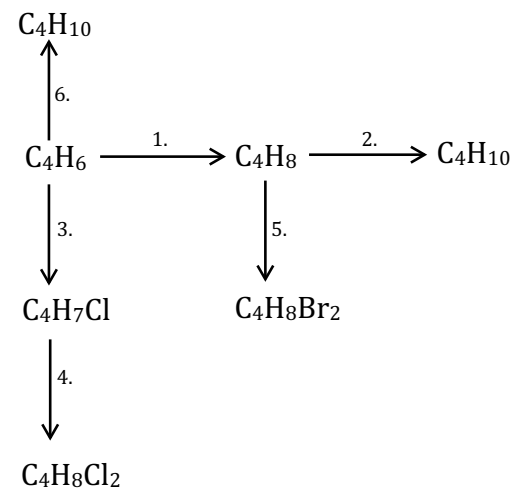 C₄H₁₀
6.
C₄H₆ 1. C₄H₈ 2. C₄H₁₀
3. 5.
C₄H₇Cl C₄H₈Br₂
4.
C₄H₈Cl₂